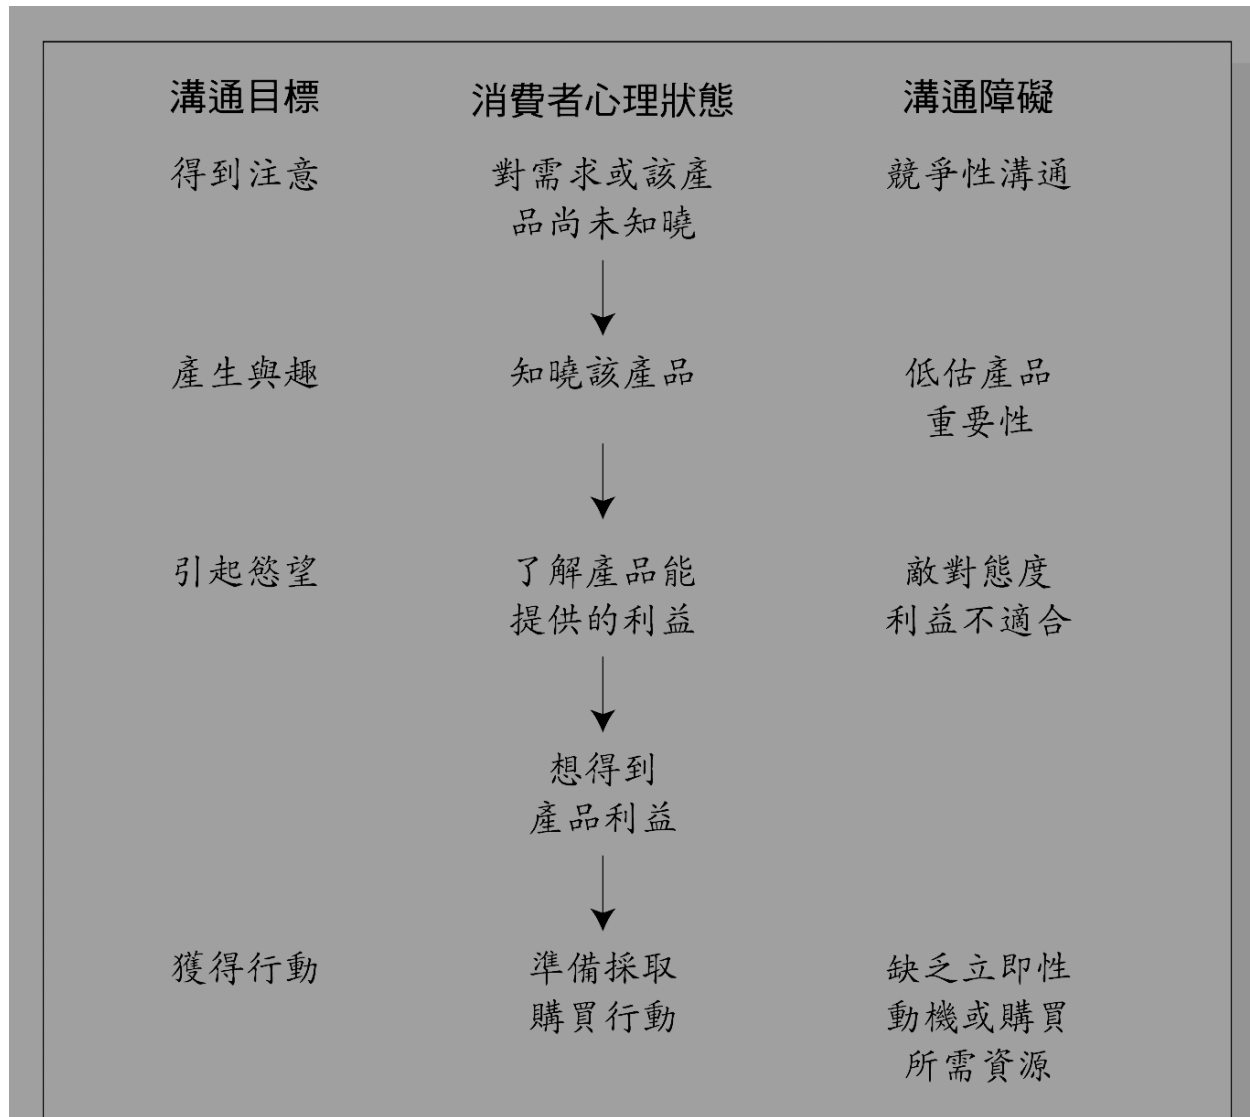 溝通目標
消費者心理狀態
溝通障礙
得到注意
對需求或該產
品尚未知曉
競爭性溝通
產生興趣
知曉該產品
低估產品
重要性
引起慾望
了解產品能
提供的利益
敵對態度
利益不適合
想得到
產品利益
獲得行動
準備採取
購買行動
缺乏立即性
動機或購買
所需資源